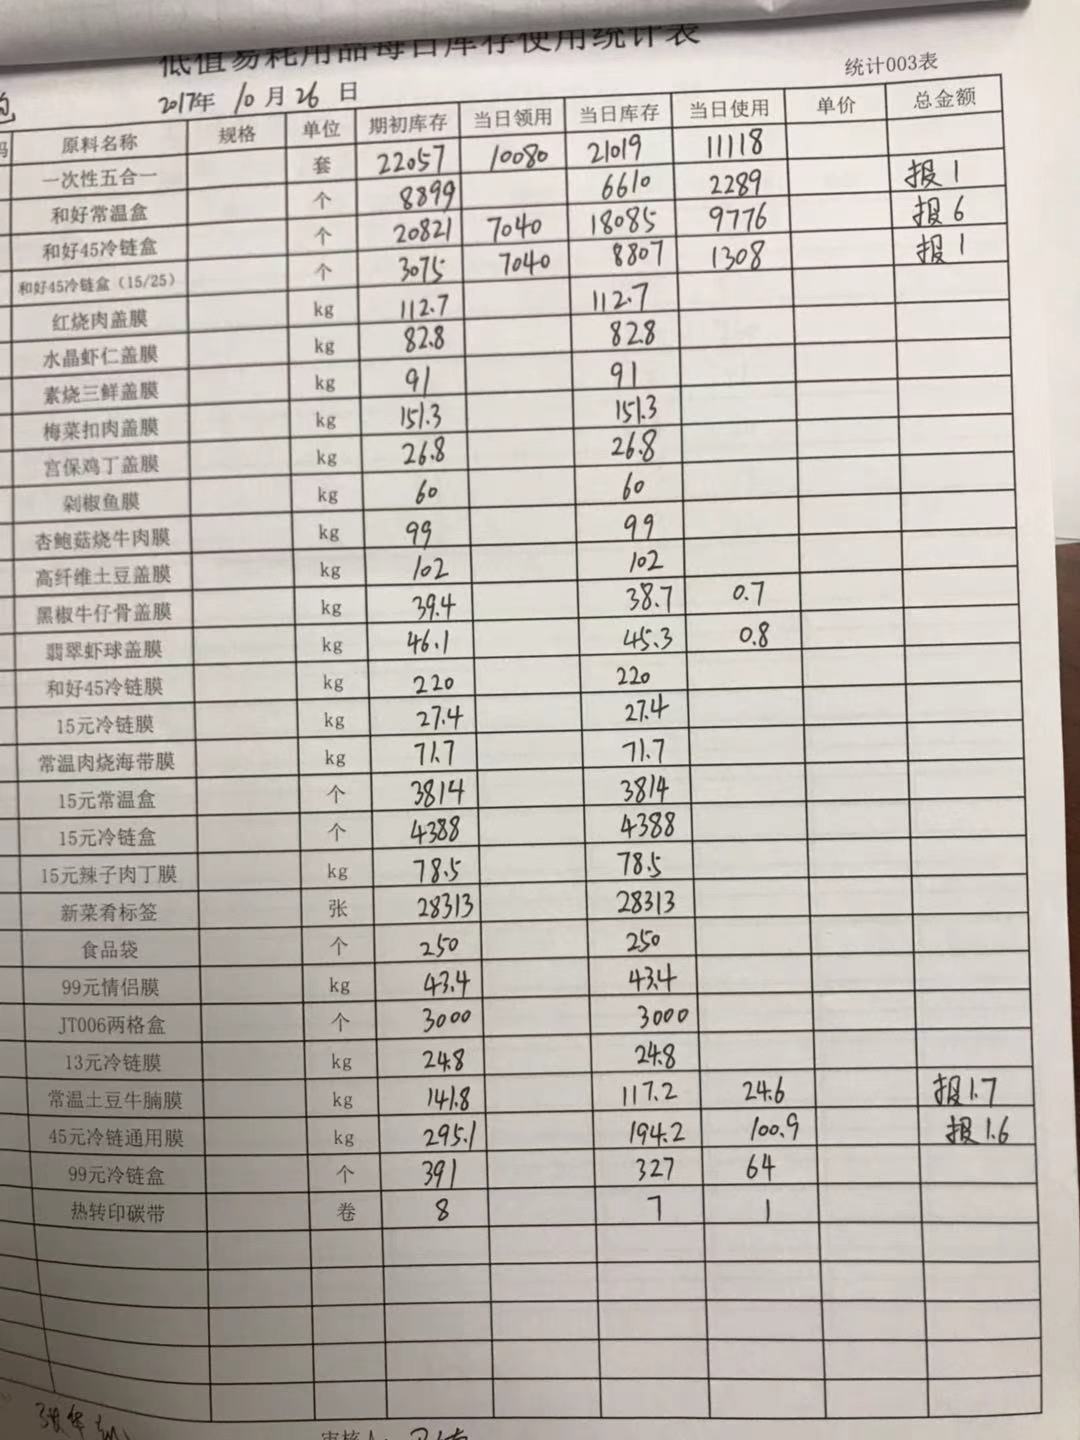 低值易耗用品每日库存使用统计表
统计003表
2017年 10月26日
原料名称 规格 单位 期初库存 当日领用 当日库存 当日使用 单价 总金额
一次性五合一 套 22057 10080 21019 11118
和好常温盒 个 8899 6610 2289 报1
和好45冷链盒 个 20821 7040 18085 9776 报6
和好45冷链盒（15/25） 个 3075 7040 8807 1308 报1
红烧肉盖膜 kg 112.7 112.7
水晶虾仁盖膜 kg 82.8 82.8
素烧三鲜盖膜 kg 91 91
梅菜扣肉盖膜 kg 151.3 151.3
宫保鸡丁盖膜 kg 26.8 26.8
剁椒鱼膜 kg 60 60
杏鲍菇烧牛肉膜 kg 99 99
高纤维土豆盖膜 kg 102 102
黑椒牛仔骨盖膜 kg 39.4 38.7 0.7
翡翠虾球盖膜 kg 46.1 45.3 0.8
和好45冷链膜 kg 220 220
15元冷链膜 kg 27.4 27.4
常温肉烧海带膜 kg 71.7 71.7
15元常温盒 个 3814 3814
15元冷链盒 个 4388 4388
15元辣子肉丁膜 kg 78.5 78.5
新菜肴标签 张 28313 28313
食品袋 个 250 250
99元情侣膜 kg 43.4 43.4
JT006两格盒 个 3000 3000
13元冷链膜 kg 24.8 24.8
常温土豆牛腩膜 kg 141.8 117.2 24.6 报1.7
45元冷链通用膜 kg 295.1 194.2 100.9 报1.6
99元冷链盒 个 391 327 64
热转印碳带 卷 8 7 1
审核人：